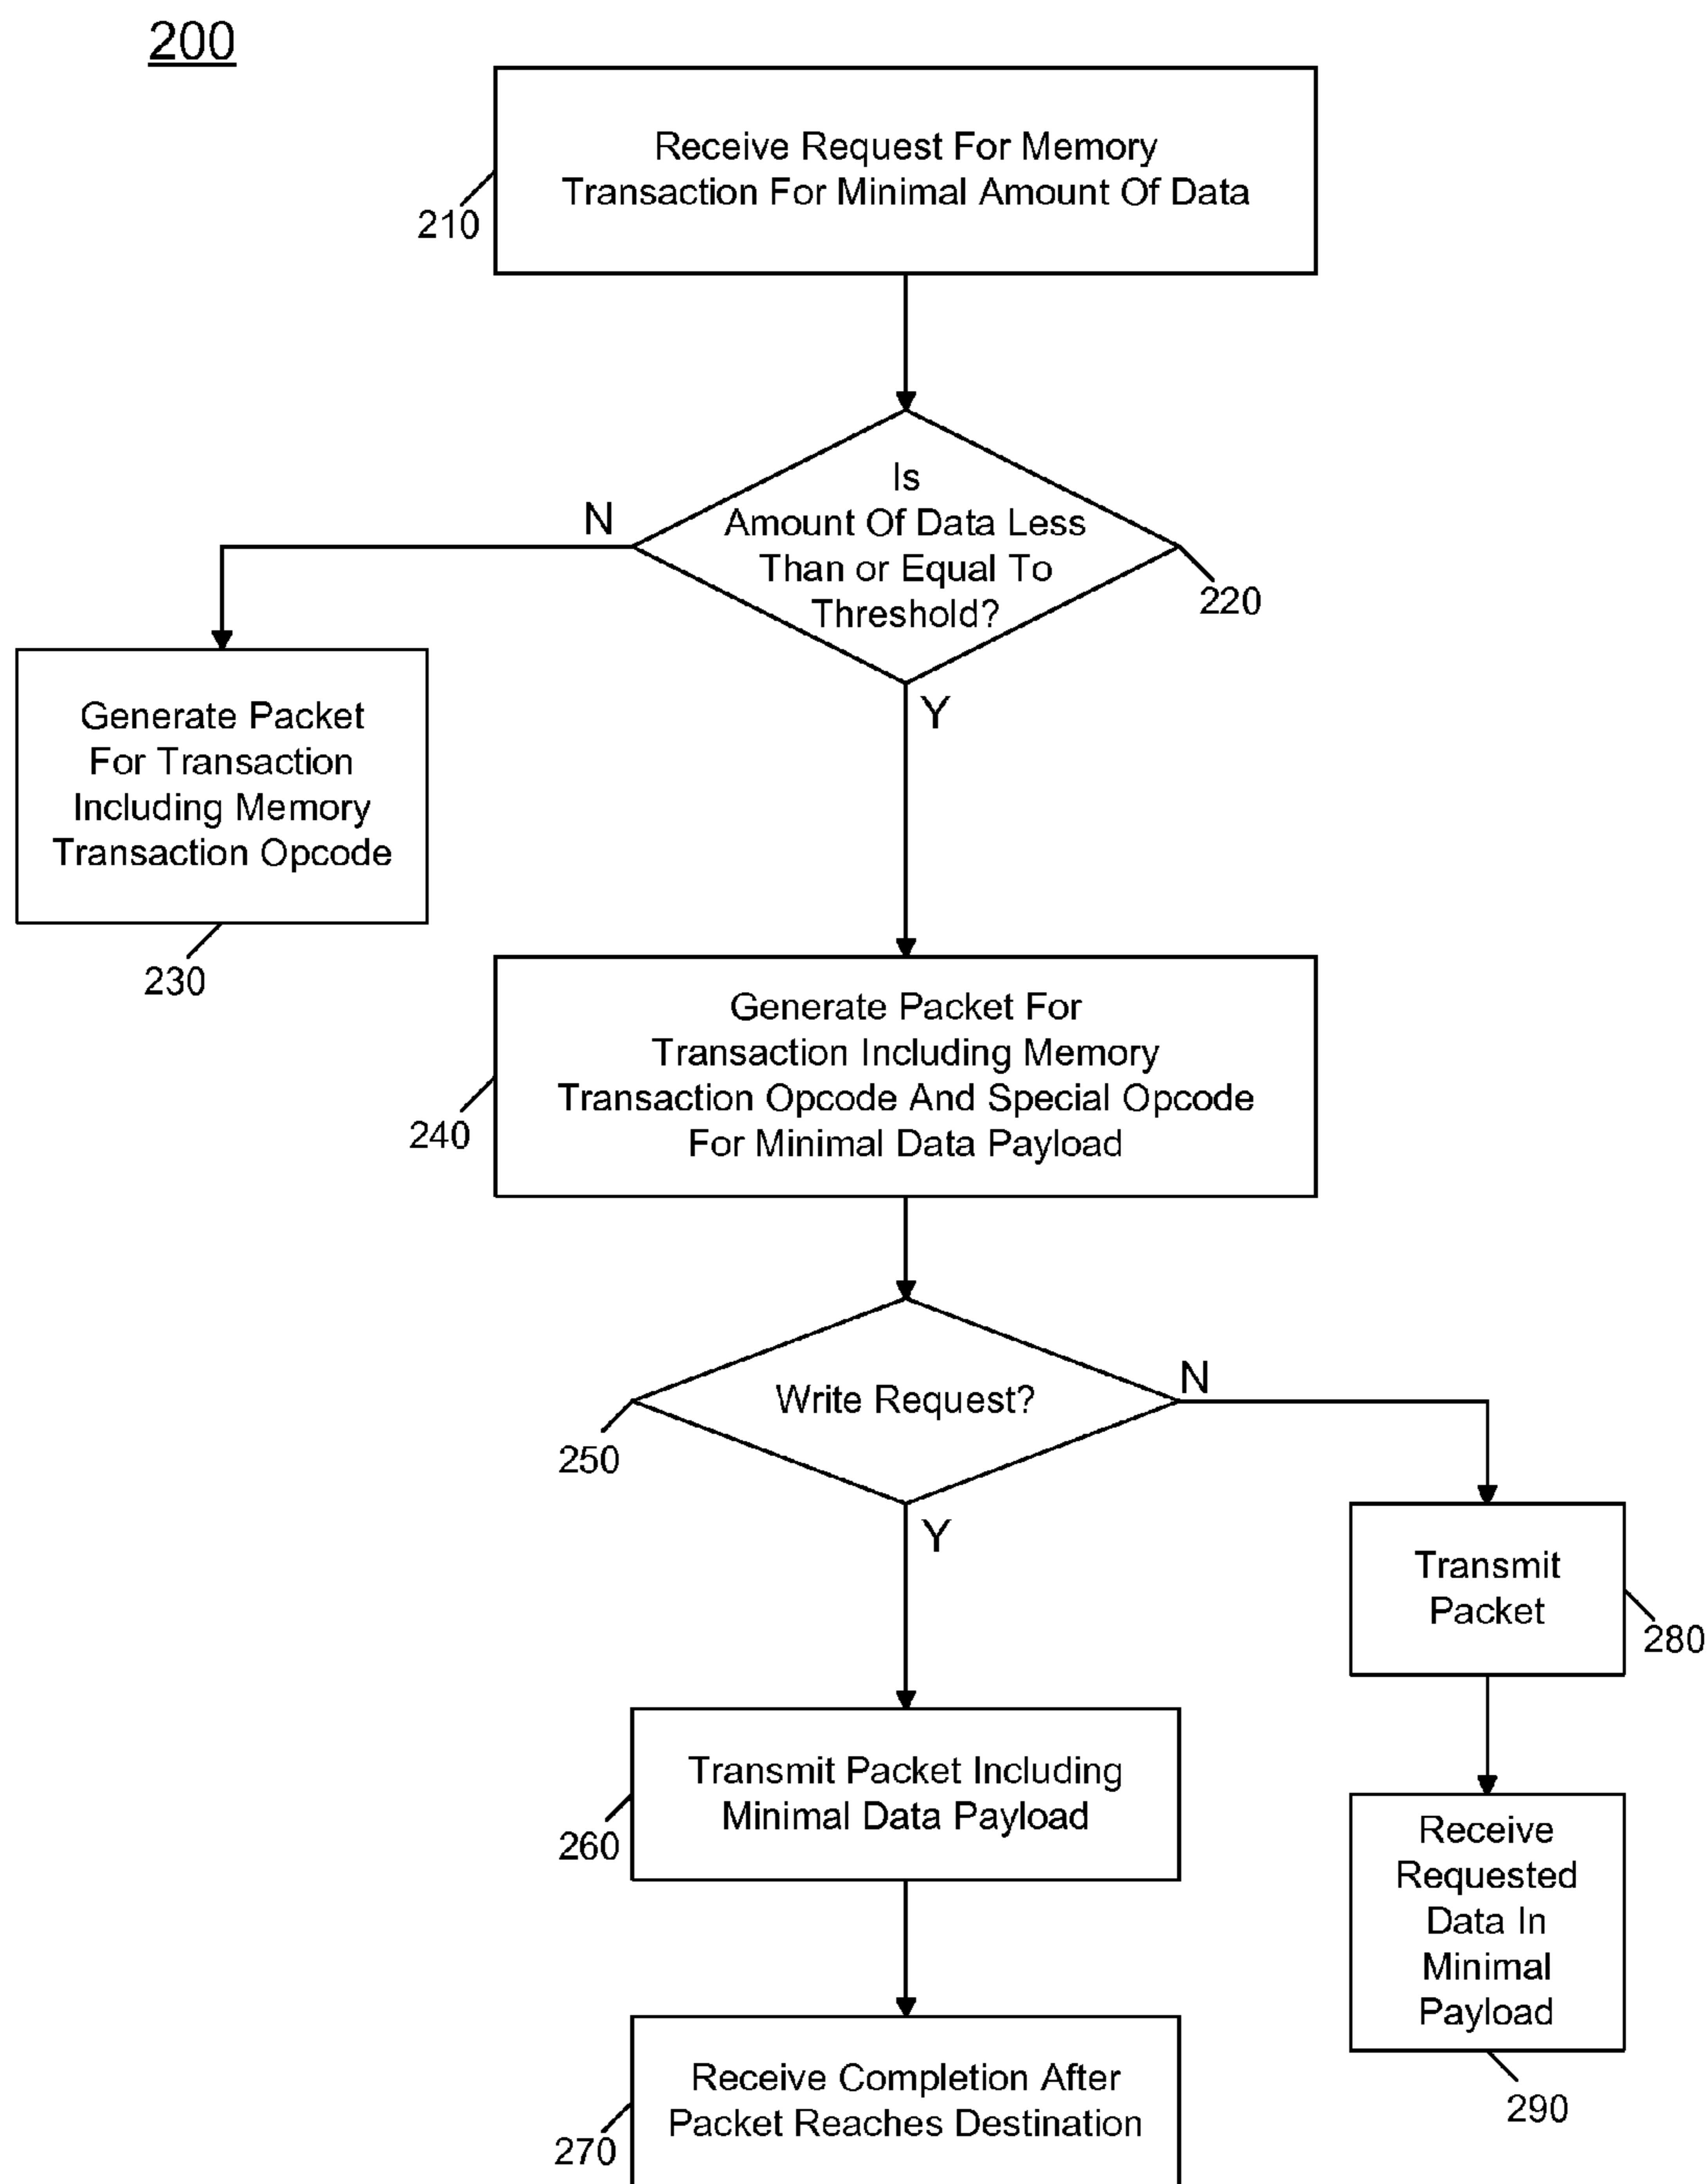 200
Receive Request For Memory
Transaction For Minimal Amount Of Data
210
Is
Amount Of Data Less
Than or Equal To
Threshold?
220
N
Y
Generate Packet
For Transaction
Including Memory
Transaction Opcode
230
Generate Packet For
Transaction Including Memory
Transaction Opcode And Special Opcode
For Minimal Data Payload
240
Write Request?
250
N
Y
Transmit
Packet
280
Transmit Packet Including
Minimal Data Payload
260
Receive
Requested
Data In
Minimal
Payload
290
Receive Completion After
Packet Reaches Destination
270